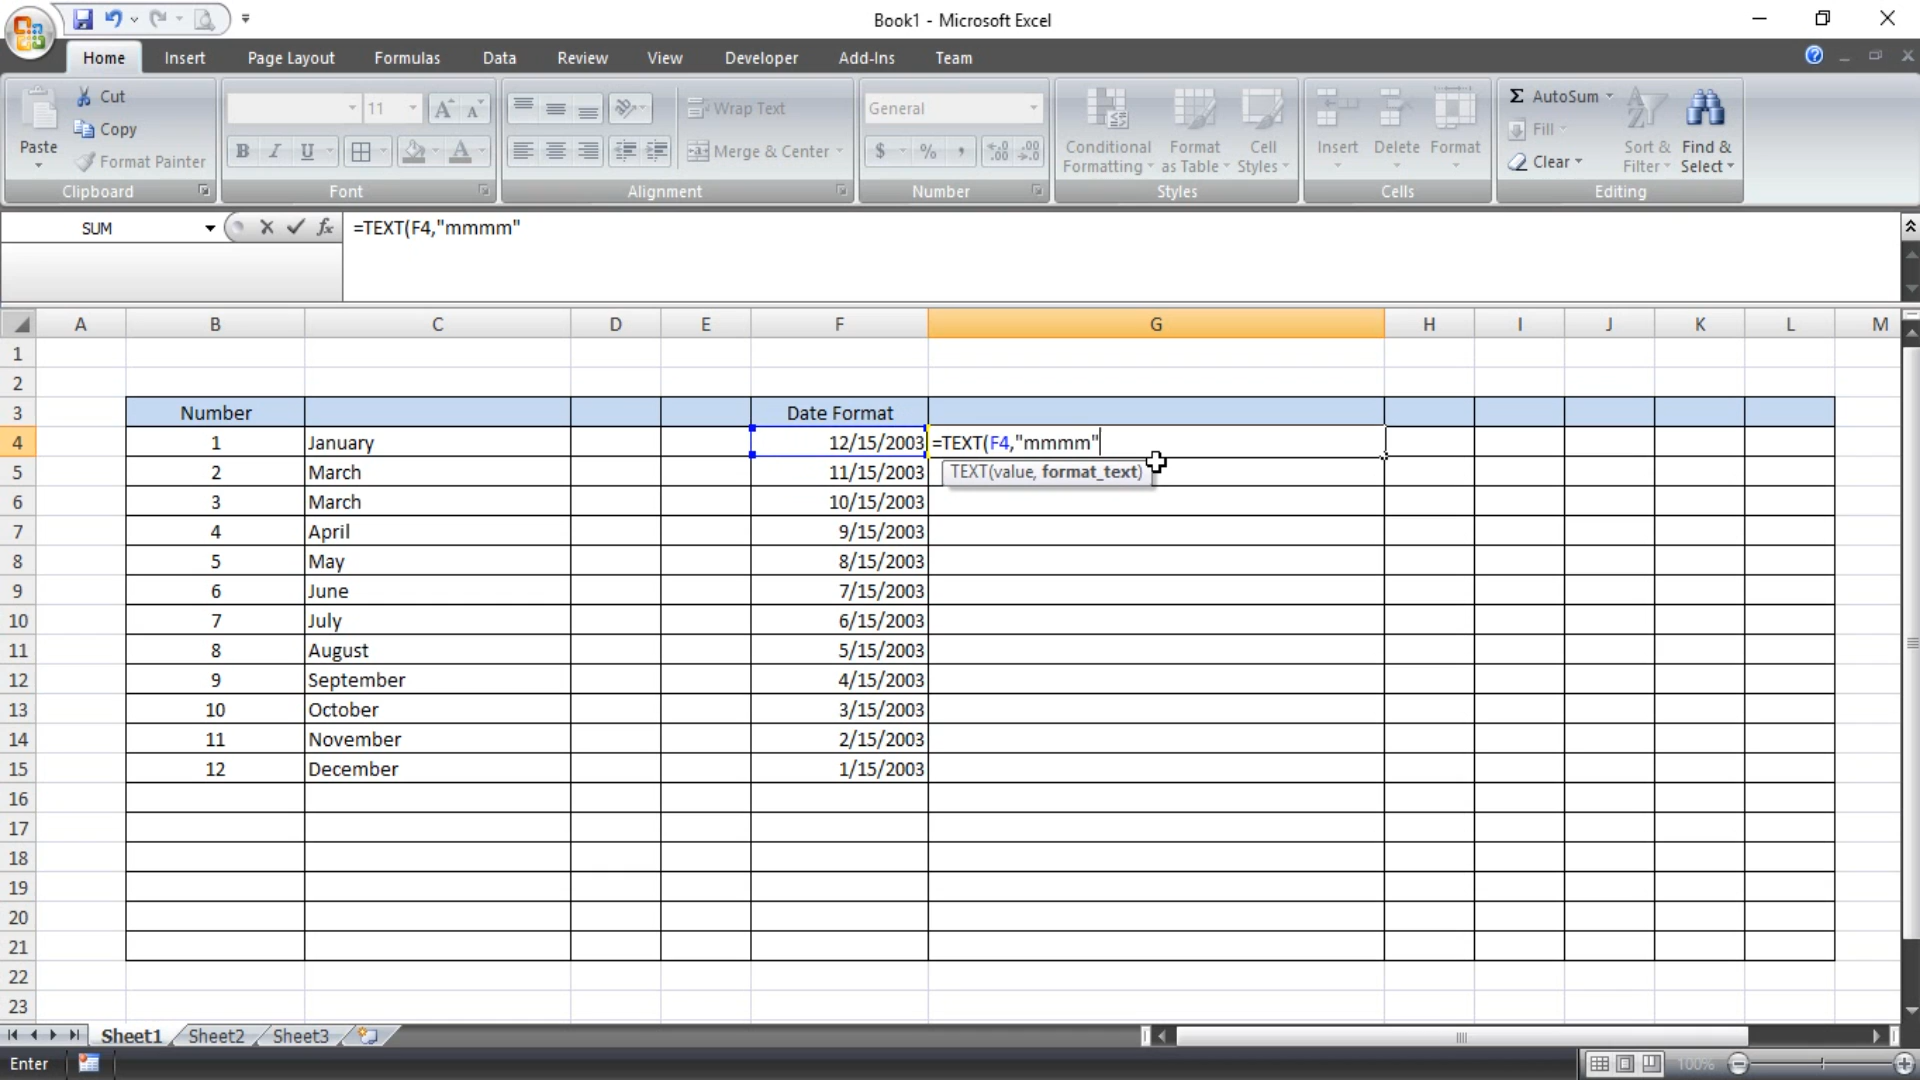 Book1 - Microsoft Excel
Home Insert Page Layout Formulas Data Review View Developer Add-Ins Team
Paste
Cut
Copy
Format Painter
Clipboard
11
B I U
Font
Wrap Text
Merge & Center
Alignment
General
$ % ,
Number
Conditional Formatting
Format as Table
Cell Styles
Styles
Insert
Delete
Format
Cells
Σ AutoSum
Fill
Clear
Sort & Filter
Find & Select
Editing
SUM
fx
=TEXT(F4,"mmmm"
A B C D E F G H I J K L M
1
2
3 Number Date Format
4 1 January 12/15/2003 =TEXT(F4,"mmmm"
TEXT(value, format_text)
5 2 March 11/15/2003
6 3 March 10/15/2003
7 4 April 9/15/2003
8 5 May 8/15/2003
9 6 June 7/15/2003
10 7 July 6/15/2003
11 8 August 5/15/2003
12 9 September 4/15/2003
13 10 October 3/15/2003
14 11 November 2/15/2003
15 12 December 1/15/2003
16
17
18
19
20
21
22
23
Sheet1 Sheet2 Sheet3
Enter
100%